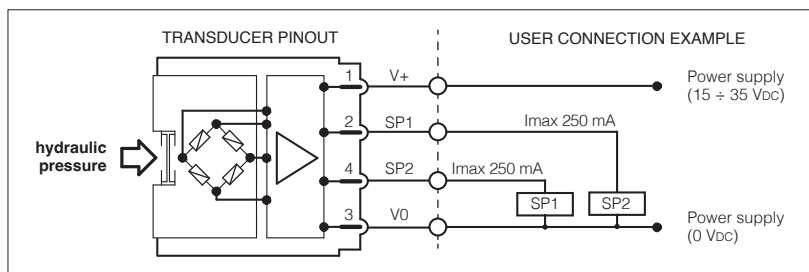 TRANSDUCER PINOUT
USER CONNECTION EXAMPLE
1 V+
Power supply
(15 ÷ 35 VDC)
2 SP1
Imax 250 mA
hydraulic
pressure
4 SP2
Imax 250 mA
SP1
SP2
3 V0
Power supply
(0 VDC)